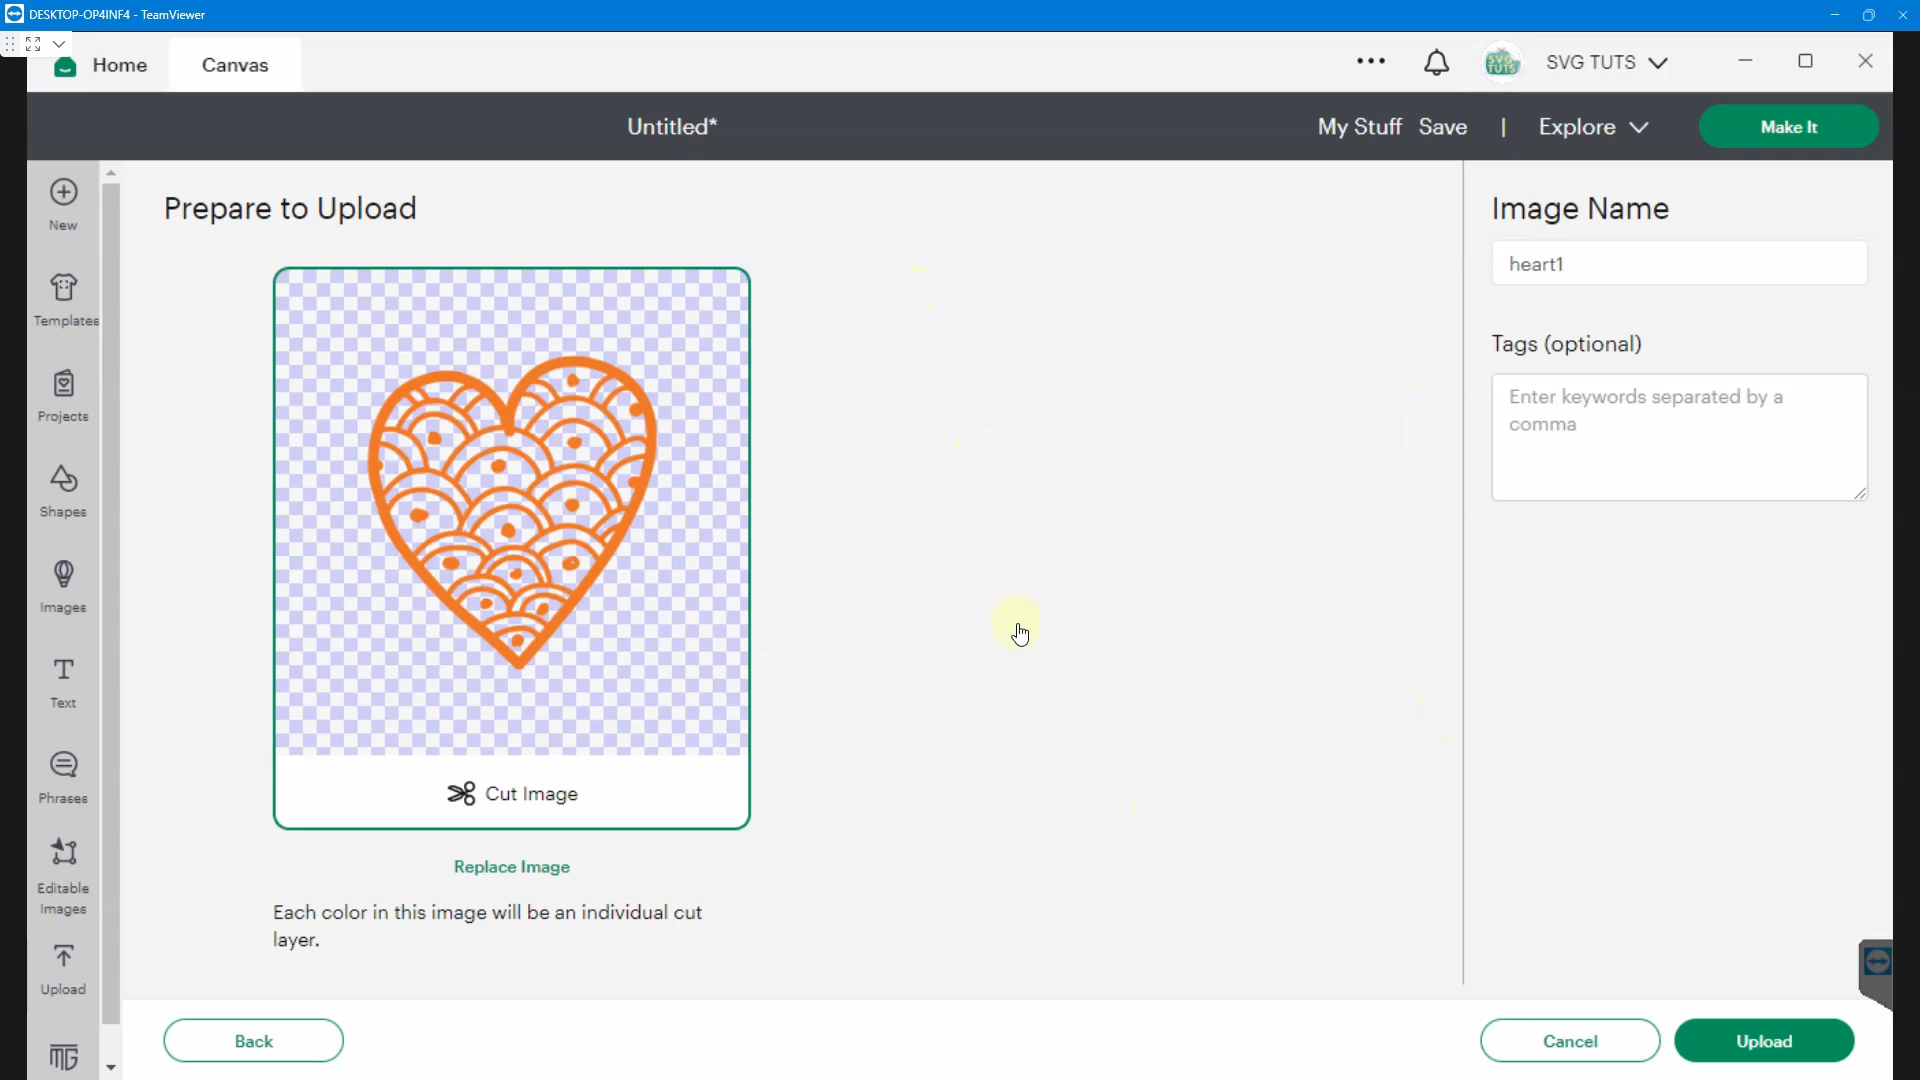 DESKTOP-OP4INF4 - TeamViewer
Home
Canvas
SVG TUTS
SVG TUTS
Untitled*
My Stuff
Save
|
Explore
Make It
New
Templates
Projects
Shapes
Images
Text
Phrases
Editable
Images
Upload
Prepare to Upload
Cut Image
Replace Image
Each color in this image will be an individual cut
layer.
Image Name
heart1
Tags (optional)
Enter keywords separated by a
comma
Back
Cancel
Upload